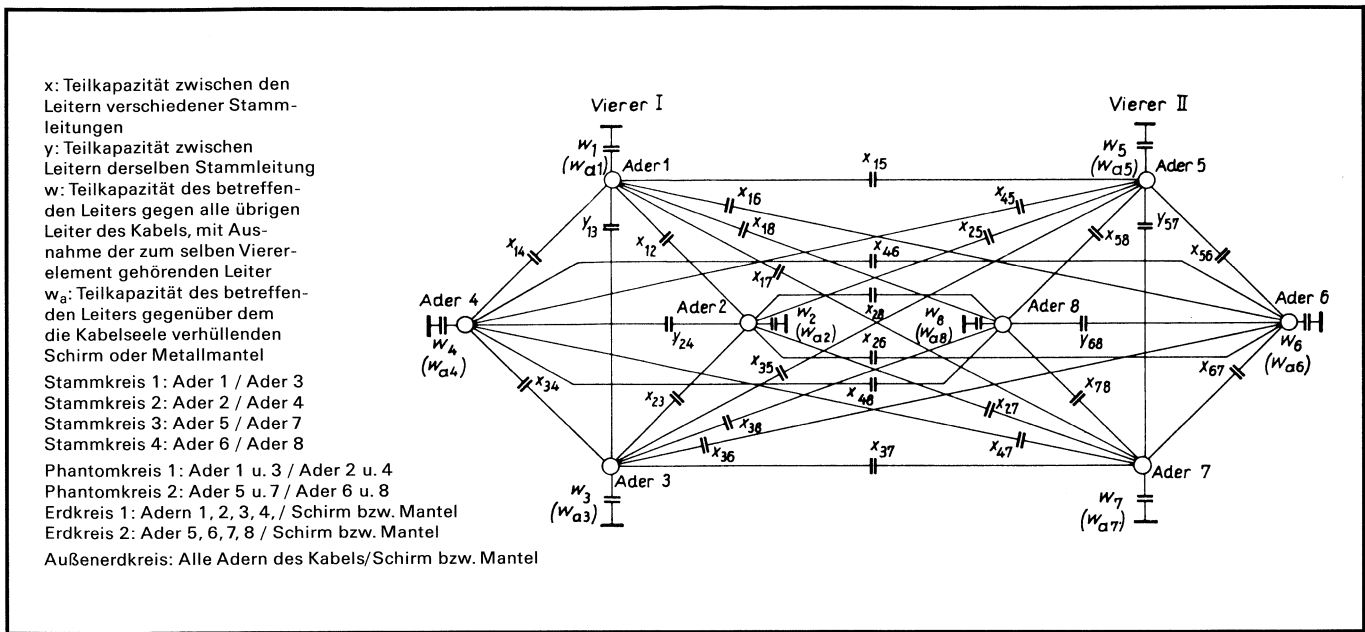 x: Teilkapazität zwischen den
Leitern verschiedener Stamm-
leitungen
y: Teilkapazität zwischen
Leitern derselben Stammleitung
w: Teilkapazität des betreffen-
den Leiters gegen alle übrigen
Leiter des Kabels, mit Aus-
nahme der zum selben Vierer-
element gehörenden Leiter
wₐ: Teilkapazität des betreffen-
den Leiters gegenüber dem
die Kabelseele verhüllenden
Schirm oder Metallmantel
Stammkreis 1: Ader 1 / Ader 3
Stammkreis 2: Ader 2 / Ader 4
Stammkreis 3: Ader 5 / Ader 7
Stammkreis 4: Ader 6 / Ader 8
Phantomkreis 1: Ader 1 u. 3 / Ader 2 u. 4
Phantomkreis 2: Ader 5 u. 7 / Ader 6 u. 8
Erdkreis 1: Adern 1, 2, 3, 4, / Schirm bzw. Mantel
Erdkreis 2: Ader 5, 6, 7, 8 / Schirm bzw. Mantel
Außenerdkreis: Alle Adern des Kabels/Schirm bzw. Mantel
Vierer I
Vierer II
w1
(wa1)
Ader 1
x15
w5
(wa5)
Ader 5
x16
x45
y13
x12
x18
x25
x58
y57
x14
x17
x46
x56
Ader 4
Ader 2
x28
Ader 8
Ader 6
w4
(wa4)
y24
w2
(wa2)
x26
w8
(wa8)
y68
w6
(wa6)
x34
x35
x48
x67
x23
x78
x38
x27
x36
x37
x47
Ader 3
Ader 7
w3
(wa3)
w7
(wa7)